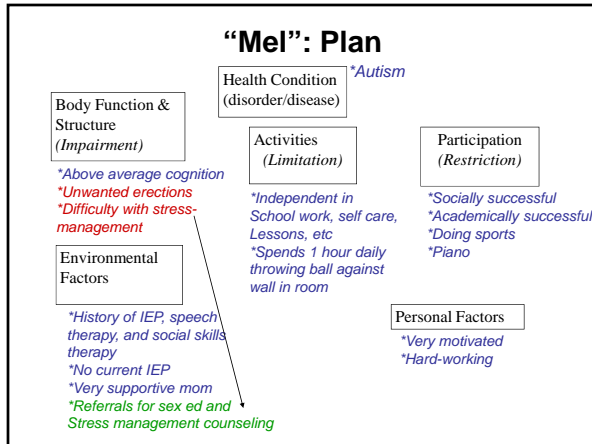 “Mel”: Plan
Health Condition
(disorder/disease)
*Autism
Body Function &
Structure
(Impairment)
*Above average cognition
*Unwanted erections
*Difficulty with stress-
management
Activities
(Limitation)
*Independent in
School work, self care,
Lessons, etc
*Spends 1 hour daily
throwing ball against
wall in room
Participation
(Restriction)
*Socially successful
*Academically successful
*Doing sports
*Piano
Environmental
Factors
*History of IEP, speech
therapy, and social skills
therapy
*No current IEP
*Very supportive mom
*Referrals for sex ed and
Stress management counseling
Personal Factors
*Very motivated
*Hard-working